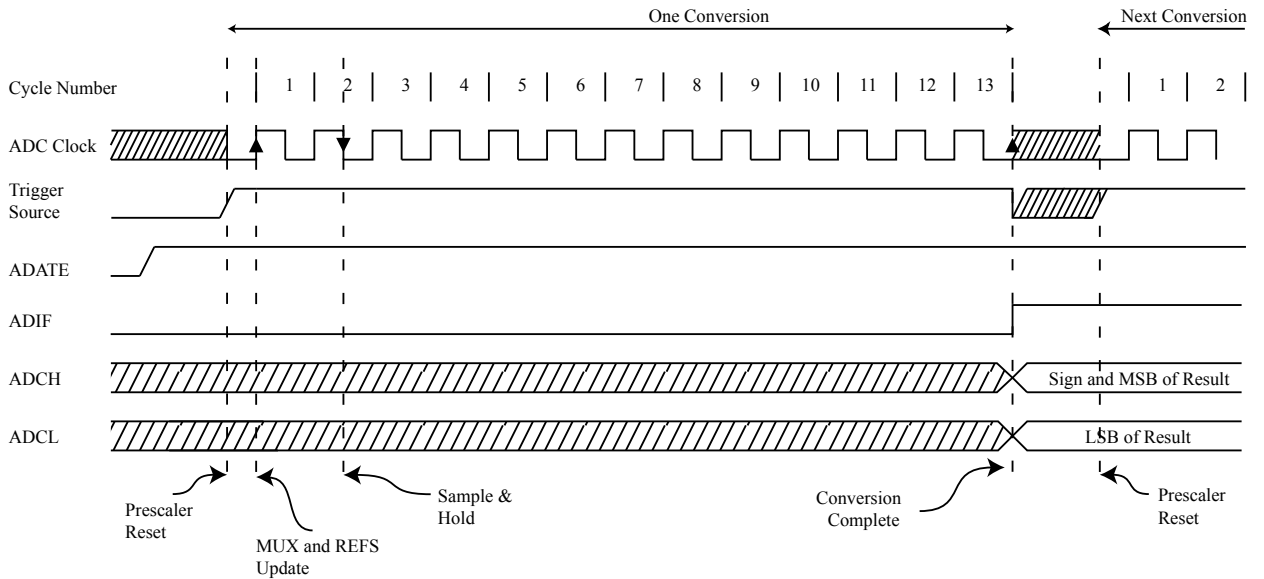 One Conversion
Next Conversion
Cycle Number
1 2 3 4 5 6 7 8 9 10 11 12 13 1 2
ADC Clock
Trigger
Source
ADATE
ADIF
ADCH
Sign and MSB of Result
ADCL
LSB of Result
Prescaler
Reset
MUX and REFS
Update
Sample &
Hold
Conversion
Complete
Prescaler
Reset